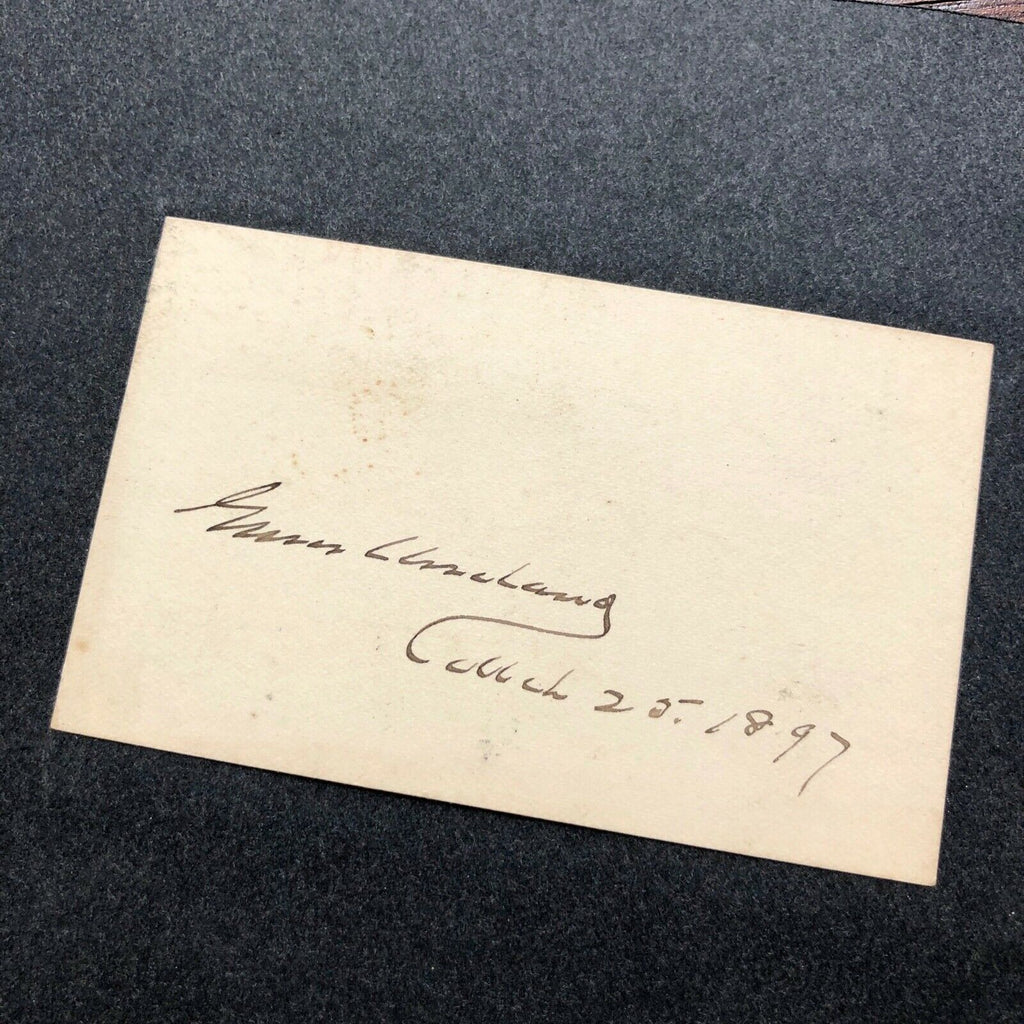 Grover Cleveland
March 25. 1897